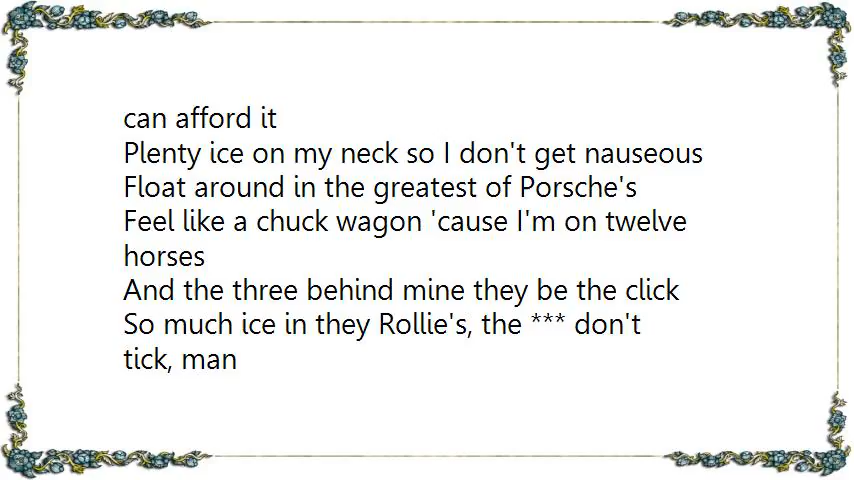 can afford it
Plenty ice on my neck so I don't get nauseous
Float around in the greatest of Porsche's
Feel like a chuck wagon 'cause I'm on twelve
horses
And the three behind mine they be the click
So much ice in they Rollie's, the *** don't
tick, man